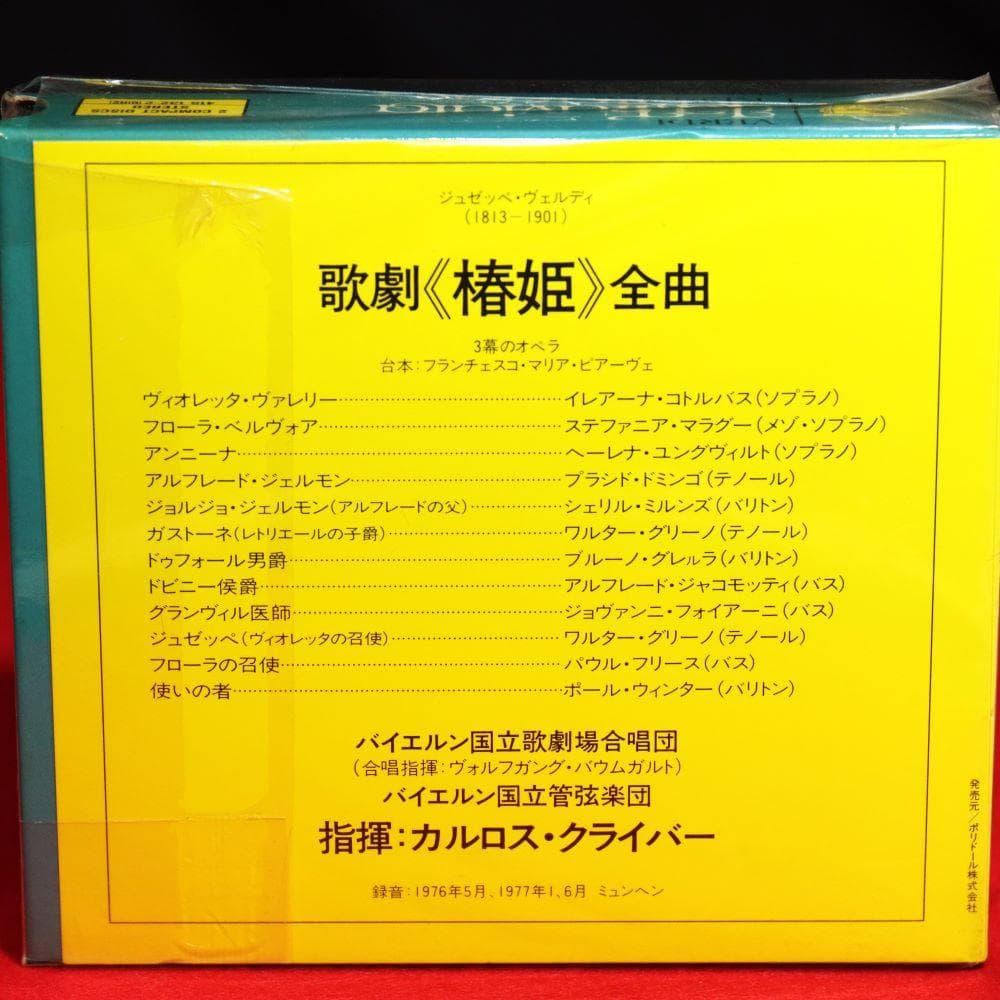 2 COMPACT DISCS
STEREO
415 132-2
VERDI
La Traviata
ジュゼッペ・ヴェルディ
(1813－1901)
歌劇《椿姫》全曲
3幕のオペラ
台本：フランチェスコ・マリア・ピアーヴェ
ヴィオレッタ・ヴァレリー………………………イレアーナ・コトルバス(ソプラノ)
フローラ・ベルヴォア………………………ステファニア・マラグー(メゾ・ソプラノ)
アンニーナ………………………ヘーレナ・ユングヴィルト(ソプラノ)
アルフレード・ジェルモン………………………プラシド・ドミンゴ(テノール)
ジョルジョ・ジェルモン(アルフレードの父)…………シェリル・ミルンズ(バリトン)
ガストーネ(レトリエールの子爵)………………ワルター・グリーノ(テノール)
ドゥフォール男爵………………………ブルーノ・グレルラ(バリトン)
ドビニー侯爵………………………アルフレード・ジャコモッティ(バス)
グランヴィル医師………………………ジョヴァンニ・フォイアーニ(バス)
ジュゼッペ(ヴィオレッタの召使)………………ワルター・グリーノ(テノール)
フローラの召使………………………パウル・フリース(バス)
使いの者………………………ポール・ウィンター(バリトン)
バイエルン国立歌劇場合唱団
(合唱指揮：ヴォルフガング・バウムガルト)
バイエルン国立管弦楽団
指揮：カルロス・クライバー
録音：1976年5月、1977年1、6月 ミュンヘン
発売元／ポリドール株式会社